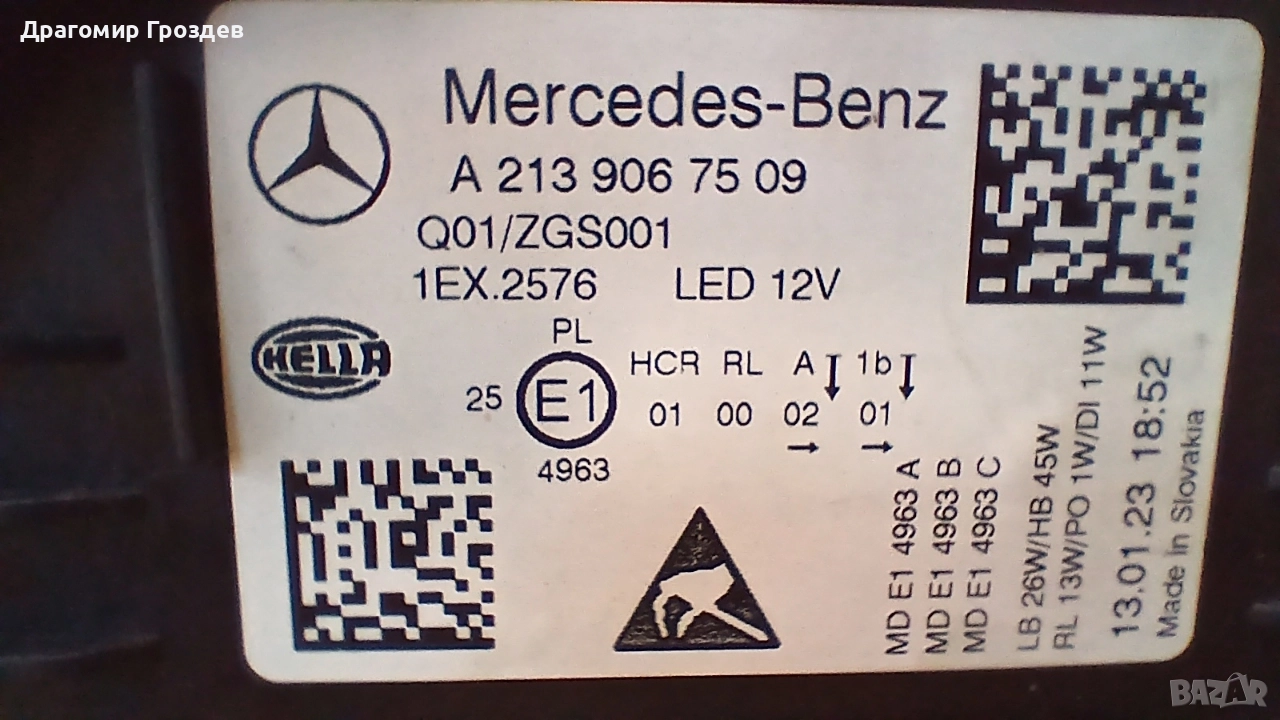 Драгомир Гроздев
Mercedes-Benz
A 213 906 75 09
Q01/ZGS001
1EX.2576 LED 12V
HELLA
PL
HCR RL A 1b
25 E1 01 00 02 01
4963
MD E1 4963 A
MD E1 4963 B
MD E1 4963 C
LB 26W/HB 45W
RL 13W/PO 1W/DI 11W
13.01.23 18:52
Made in Slovakia
BAZAR